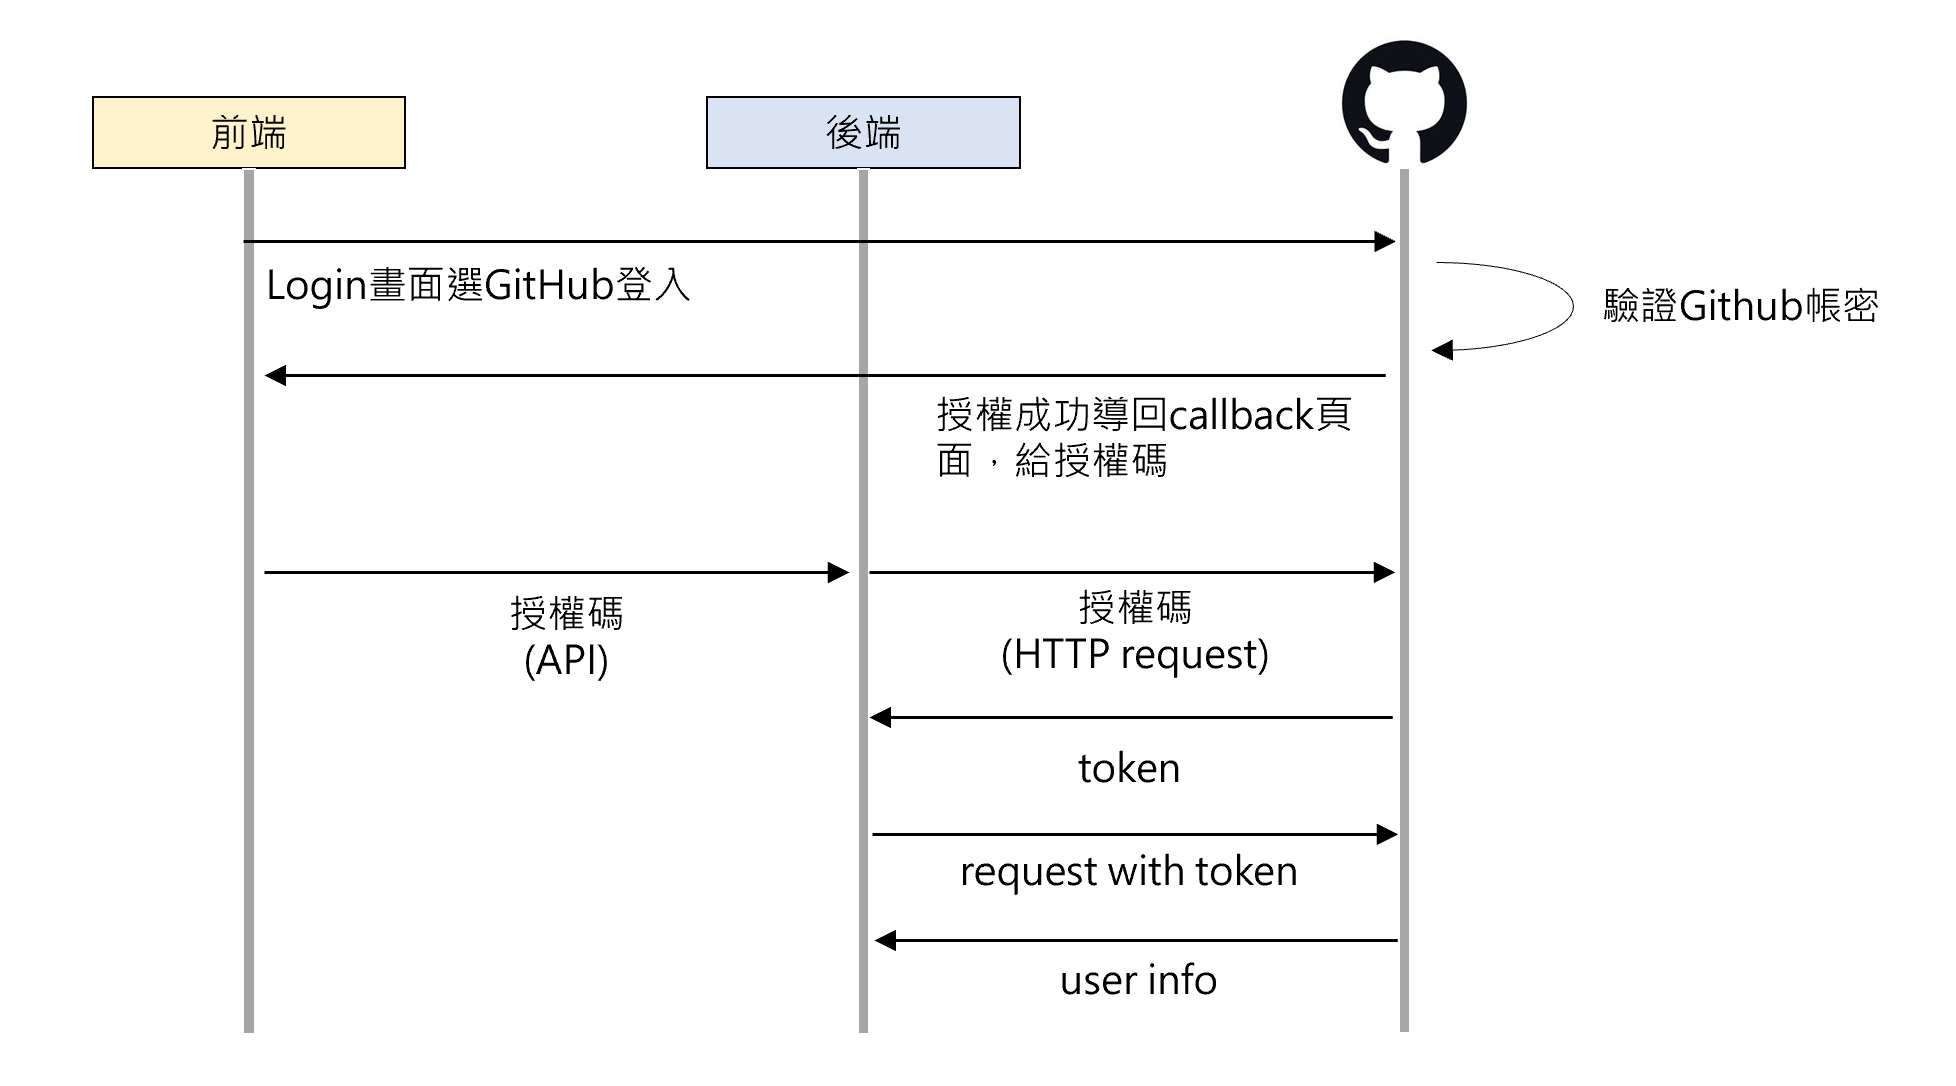 前端
後端
Login畫面選GitHub登入
驗證Github帳密
授權成功導回callback頁
面，給授權碼
授權碼
(API)
授權碼
(HTTP request)
token
request with token
user info